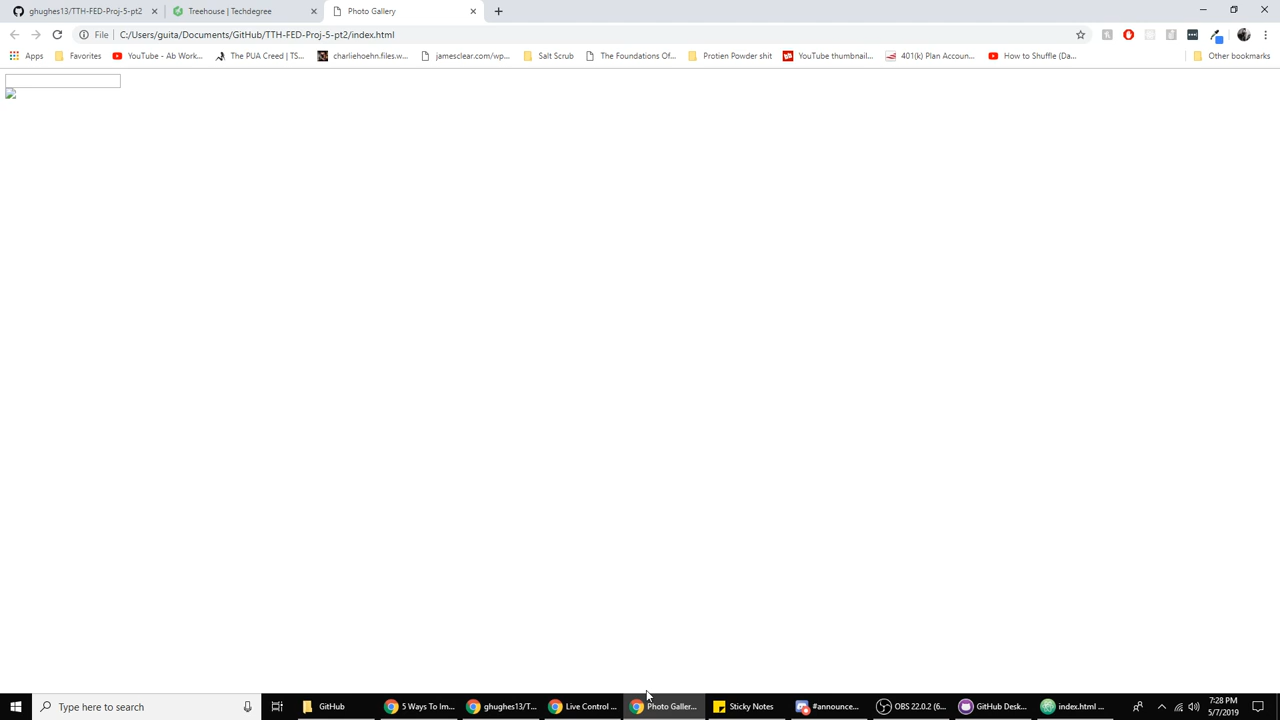 ghughes13/TTH-FED-Proj-5-pt2
Treehouse | Techdegree
Photo Gallery
File
C:/Users/guita/Documents/GitHub/TTH-FED-Proj-5-pt2/index.html
Apps
Favorites
YouTube - Ab Work...
The PUA Creed | TS...
charliehoehn.files.w...
jamesclear.com/wp...
Salt Scrub
The Foundations Of...
Protien Powder shit
YouTube thumbnail...
401(k) Plan Accoun...
How to Shuffle (Da...
Other bookmarks
Type here to search
GitHub
5 Ways To Im...
ghughes13/T...
Live Control ...
Photo Galler...
Sticky Notes
#announce...
OBS 22.0.2 (6...
GitHub Desk...
index.html ...
7:28 PM
5/7/2019